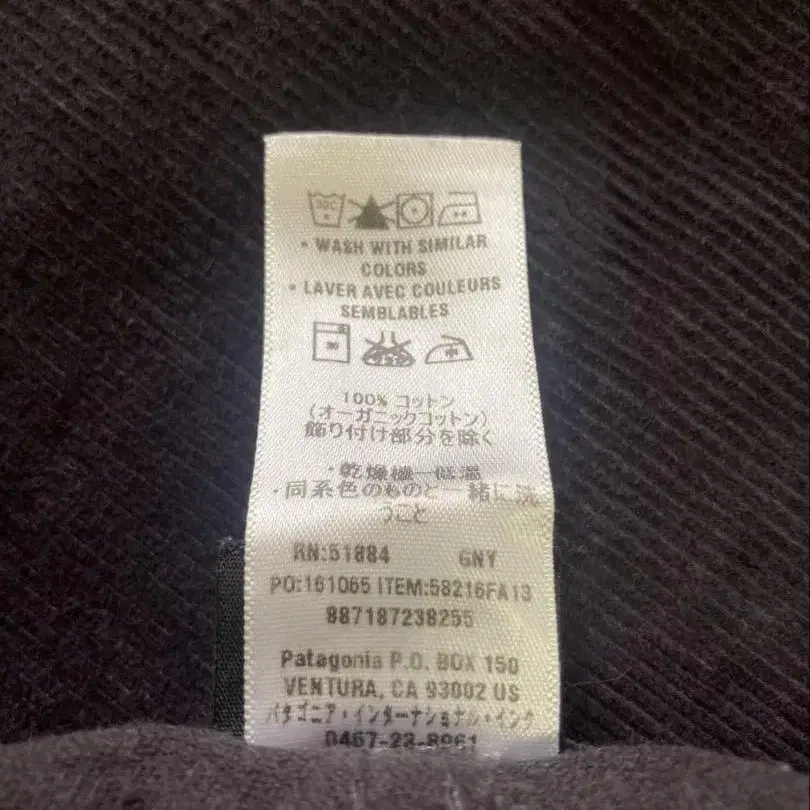 30C
• WASH WITH SIMILAR
COLORS
• LAVER AVEC COULEURS
SEMBLABLES
100% コットン
(オーガニックコットン)
飾り付け部分を除く
・乾燥機一低温
・同系色のものと一緒に洗
うこと
RN:51884 GNY
PO:161065 ITEM:58216FA13
887187238255
Patagonia P.O. BOX 150
VENTURA, CA 93002 US
パタゴニア・インターナショナル・インク
0467-23-8961